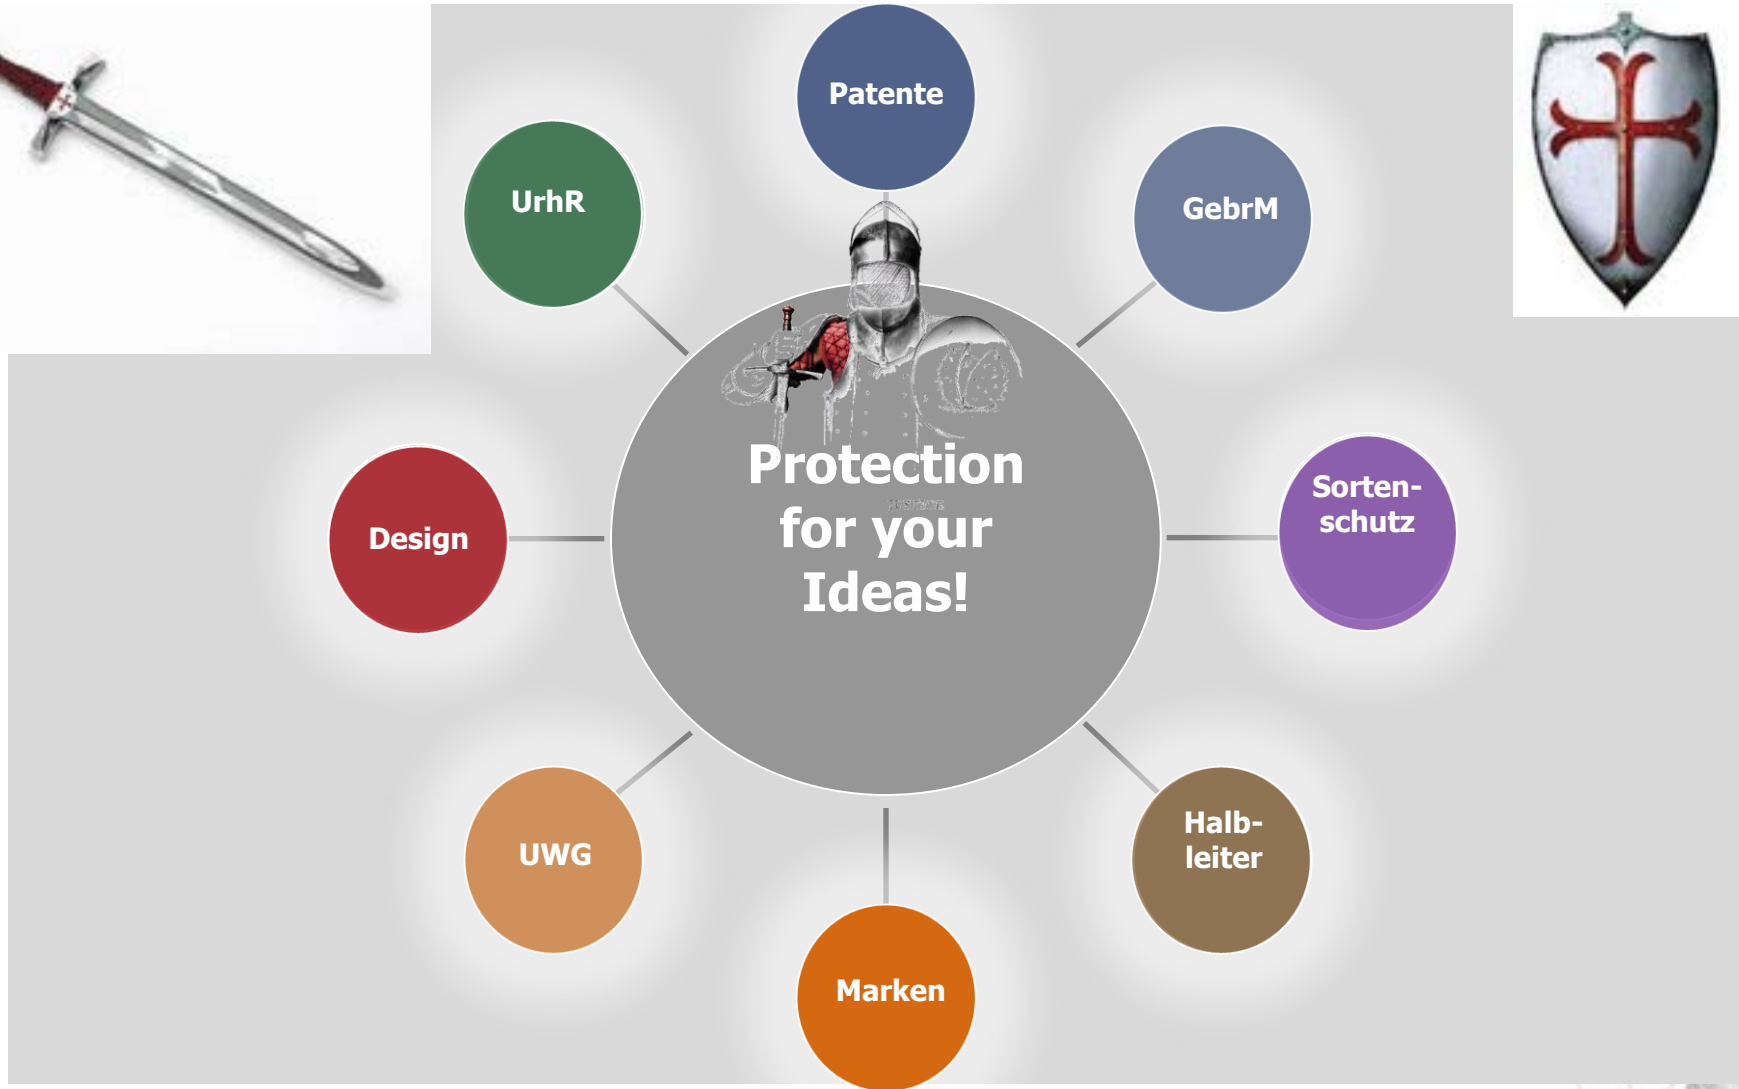 Patente
GebrM
Sorten-
schutz
Halb-
leiter
Marken
UWG
Design
UrhR
Protection
for your
Ideas!